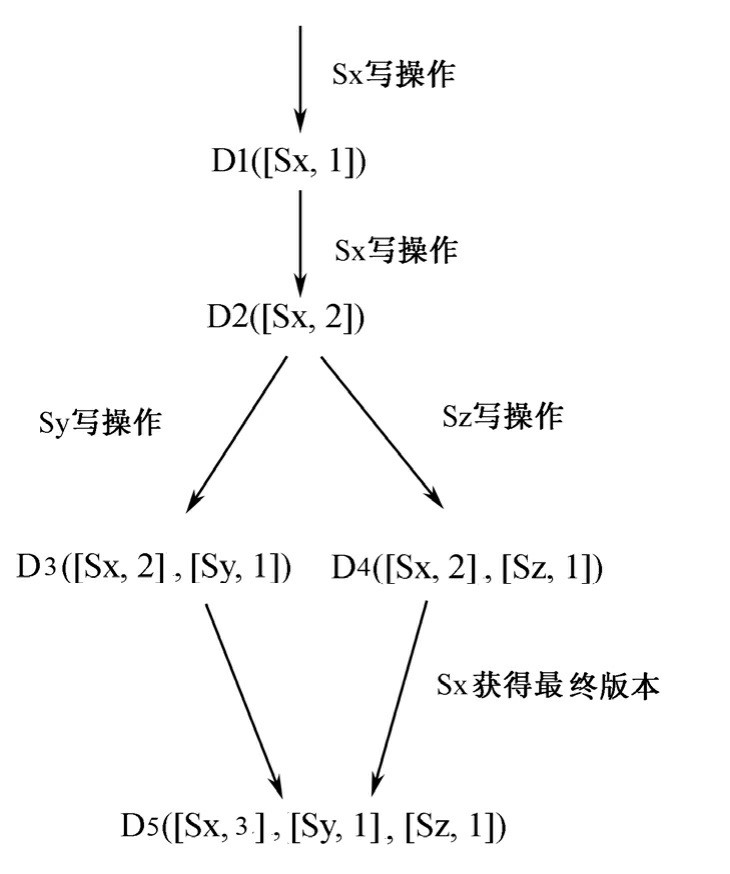 Sx写操作
D1([Sx, 1])
Sx写操作
D2([Sx, 2])
Sy写操作
Sz写操作
D3([Sx, 2] , [Sy, 1])
D4([Sx, 2] , [Sz, 1])
Sx获得最终版本
D5([Sx, 3 ] , [Sy, 1] , [Sz, 1])